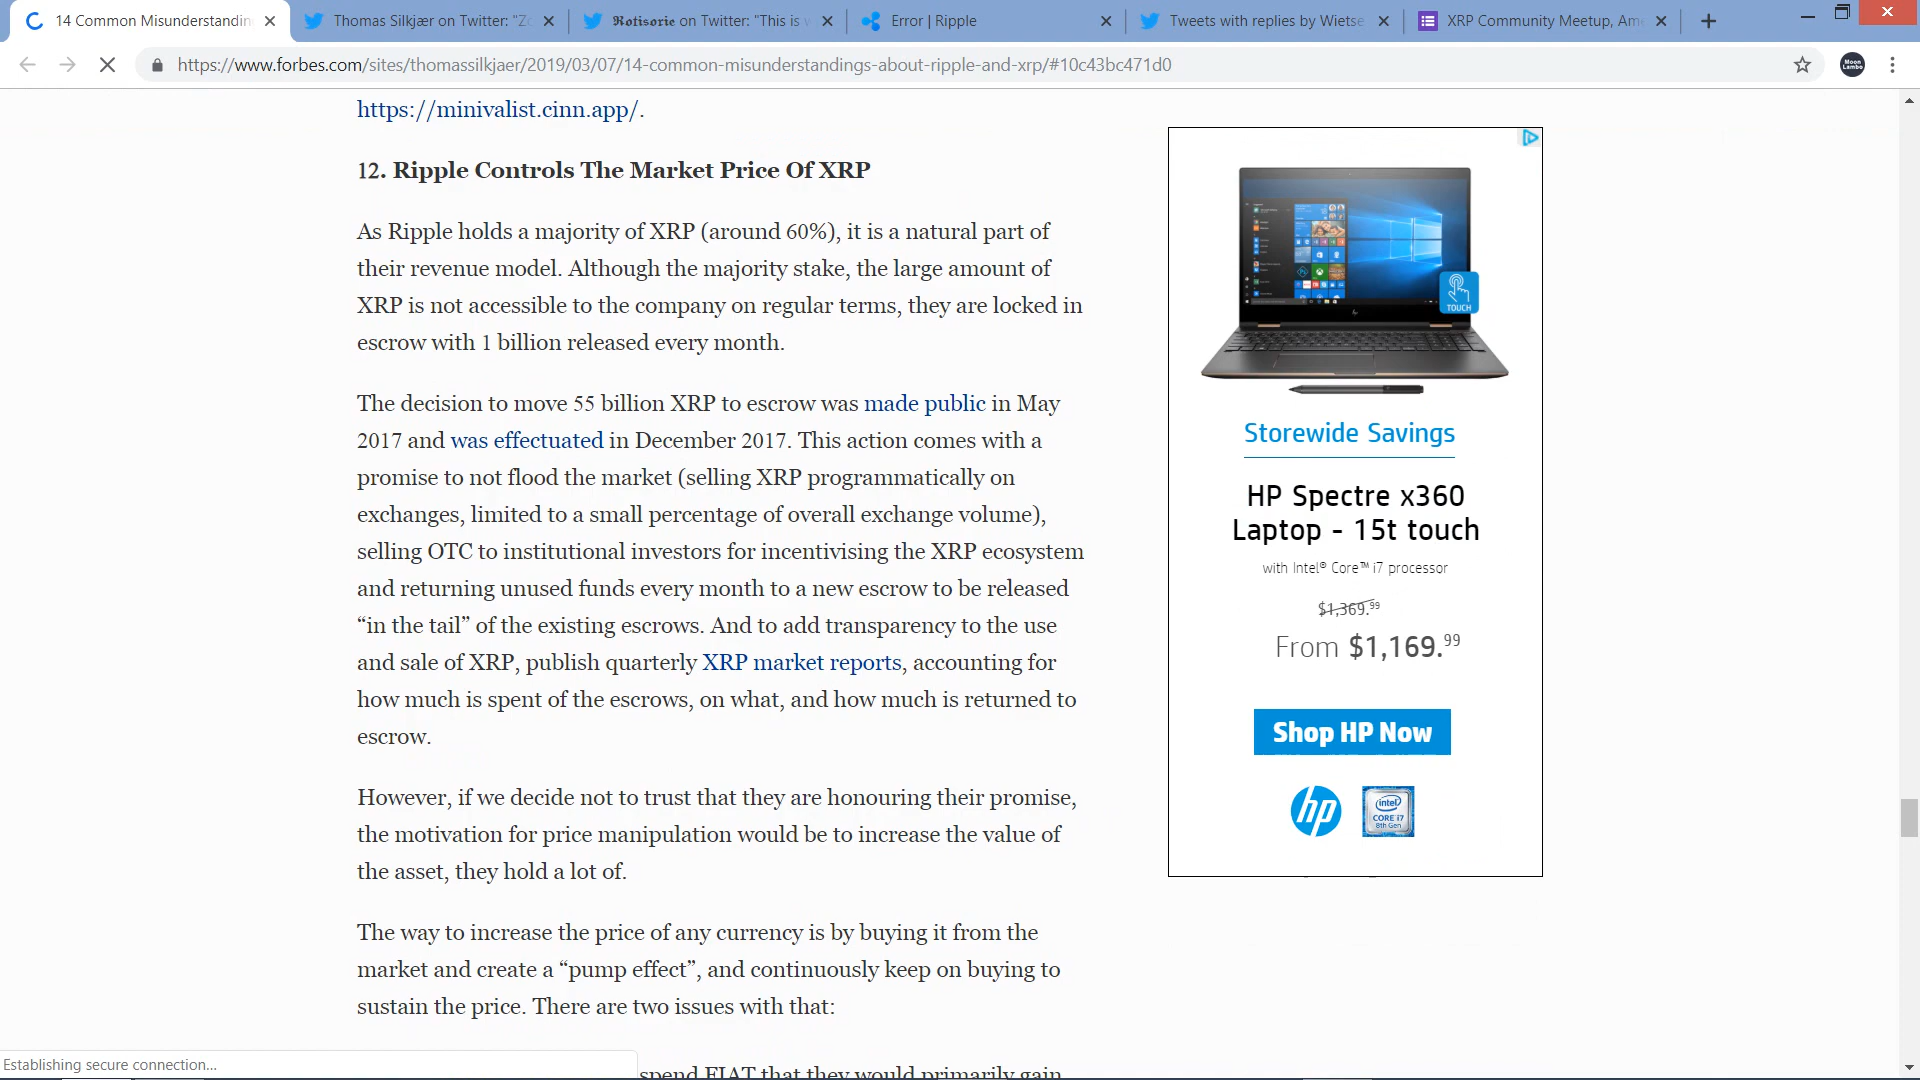 14 Common Misunderstandin
Thomas Silkjær on Twitter: "Zo
Rotisorie on Twitter: "This is w
Error | Ripple
Tweets with replies by Wietse
XRP Community Meetup, Am
https://www.forbes.com/sites/thomassilkjaer/2019/03/07/14-common-misunderstandings-about-ripple-and-xrp/#10c43bc471d0
Moon Lambo
https://minivalist.cinn.app/.
12. Ripple Controls The Market Price Of XRP
As Ripple holds a majority of XRP (around 60%), it is a natural part of
their revenue model. Although the majority stake, the large amount of
XRP is not accessible to the company on regular terms, they are locked in
escrow with 1 billion released every month.
The decision to move 55 billion XRP to escrow was made public in May
2017 and was effectuated in December 2017. This action comes with a
promise to not flood the market (selling XRP programmatically on
exchanges, limited to a small percentage of overall exchange volume),
selling OTC to institutional investors for incentivising the XRP ecosystem
and returning unused funds every month to a new escrow to be released
“in the tail” of the existing escrows. And to add transparency to the use
and sale of XRP, publish quarterly XRP market reports, accounting for
how much is spent of the escrows, on what, and how much is returned to
escrow.
However, if we decide not to trust that they are honouring their promise,
the motivation for price manipulation would be to increase the value of
the asset, they hold a lot of.
The way to increase the price of any currency is by buying it from the
market and create a “pump effect”, and continuously keep on buying to
sustain the price. There are two issues with that:
spend FIAT that they would primarily gain
Establishing secure connection...
TOUCH
Storewide Savings
HP Spectre x360
Laptop - 15t touch
with Intel® Core™ i7 processor
$1,369.99
From $1,169.99
Shop HP Now
hp
intel
CORE i7
8th Gen